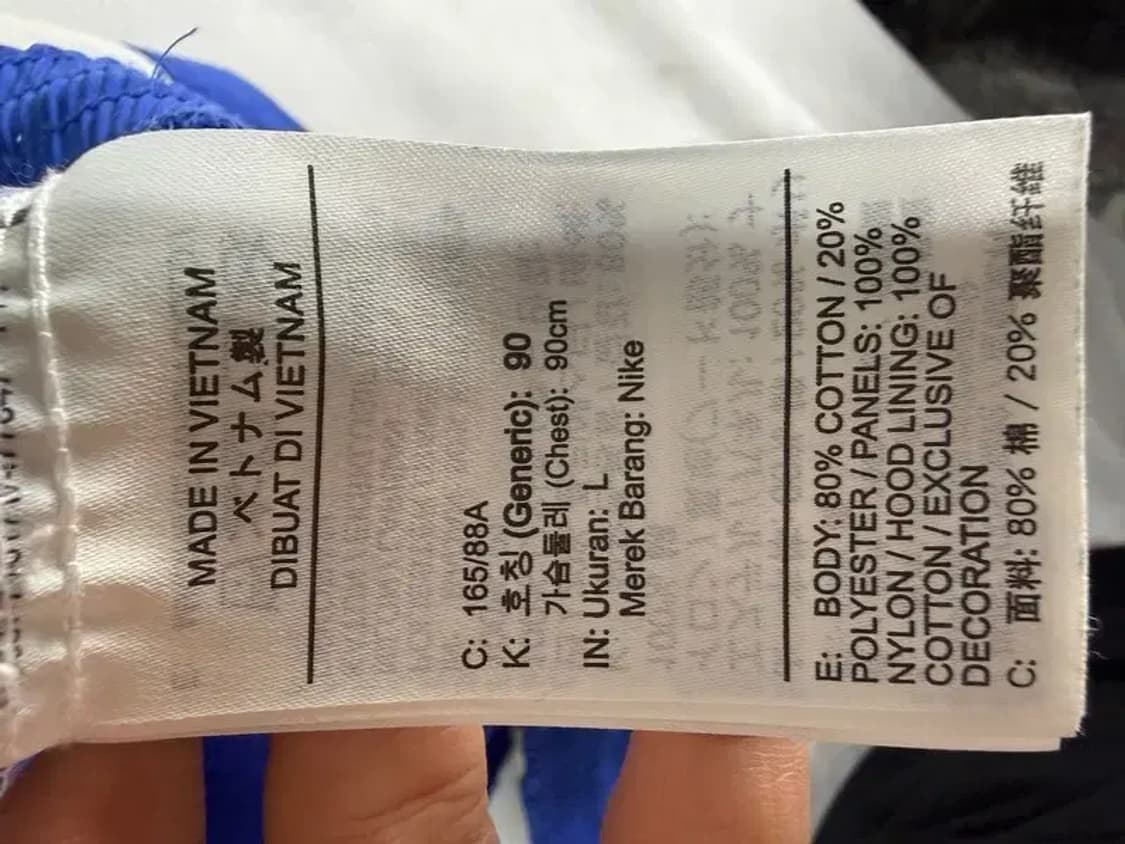 MADE IN VIETNAM
ベトナム製
DIBUAT DI VIETNAM
C: 165/88A
K: 호칭 (Generic): 90
가슴둘레 (Chest): 90cm
IN: Ukuran: L
Merek Barang: Nike
E: BODY: 80% COTTON / 20%
POLYESTER / PANELS: 100%
NYLON / HOOD LINING: 100%
COTTON / EXCLUSIVE OF
DECORATION
C: 面料: 80% 棉 / 20% 聚酯纤维